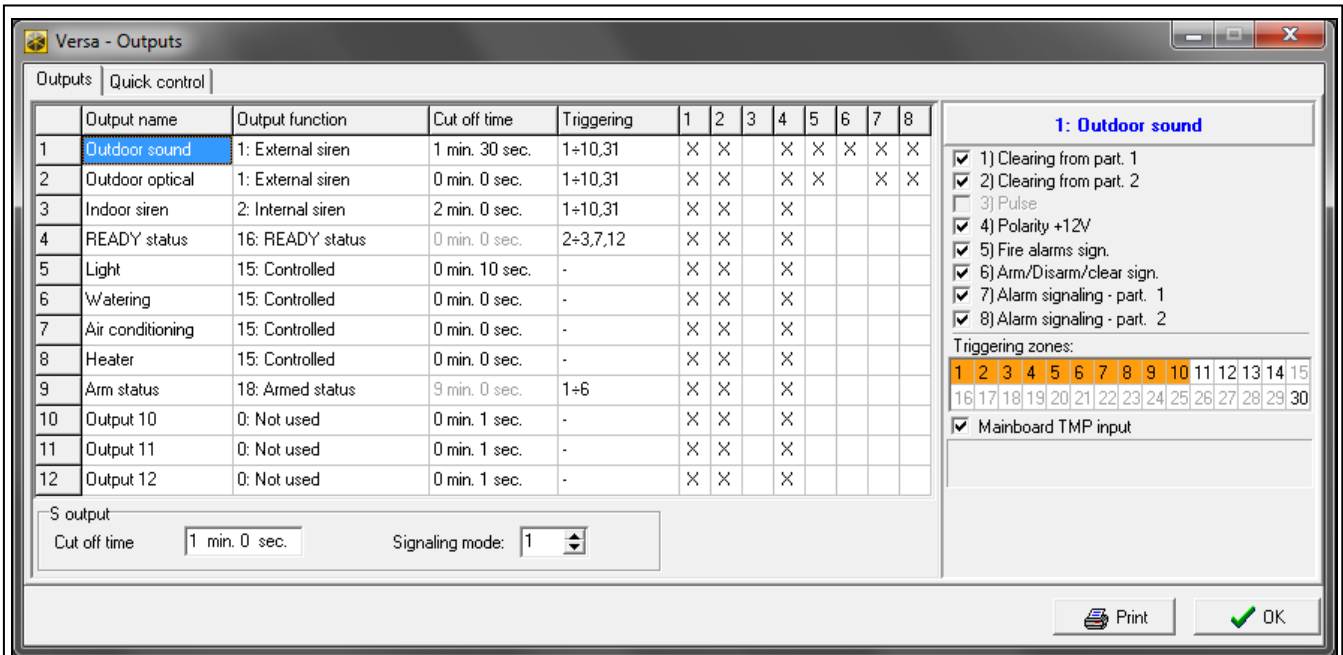 Versa - Outputs
Outputs Quick control
Output name Output function Cut off time Triggering 1 2 3 4 5 6 7 8
1 Outdoor sound 1: External siren 1 min. 30 sec. 1÷10,31 X X X X X X X
2 Outdoor optical 1: External siren 0 min. 0 sec. 1÷10,31 X X X X X X
3 Indoor siren 2: Internal siren 2 min. 0 sec. 1÷10,31 X X X
4 READY status 16: READY status 0 min. 0 sec. 2÷3,7,12 X X X
5 Light 15: Controlled 0 min. 10 sec. - X X X
6 Watering 15: Controlled 0 min. 0 sec. - X X X
7 Air conditioning 15: Controlled 0 min. 0 sec. - X X X
8 Heater 15: Controlled 0 min. 0 sec. - X X X
9 Arm status 18: Armed status 9 min. 0 sec. 1÷6 X X X
10 Output 10 0: Not used 0 min. 1 sec. - X X X
11 Output 11 0: Not used 0 min. 1 sec. - X X X
12 Output 12 0: Not used 0 min. 1 sec. - X X X
S output
Cut off time 1 min. 0 sec. Signaling mode: 1
1: Outdoor sound
1) Clearing from part. 1
2) Clearing from part. 2
3) Pulse
4) Polarity +12V
5) Fire alarms sign.
6) Arm/Disarm/clear sign.
7) Alarm signaling - part. 1
8) Alarm signaling - part. 2
Triggering zones:
1 2 3 4 5 6 7 8 9 10 11 12 13 14 15
16 17 18 19 20 21 22 23 24 25 26 27 28 29 30
Mainboard TMP input
Print OK